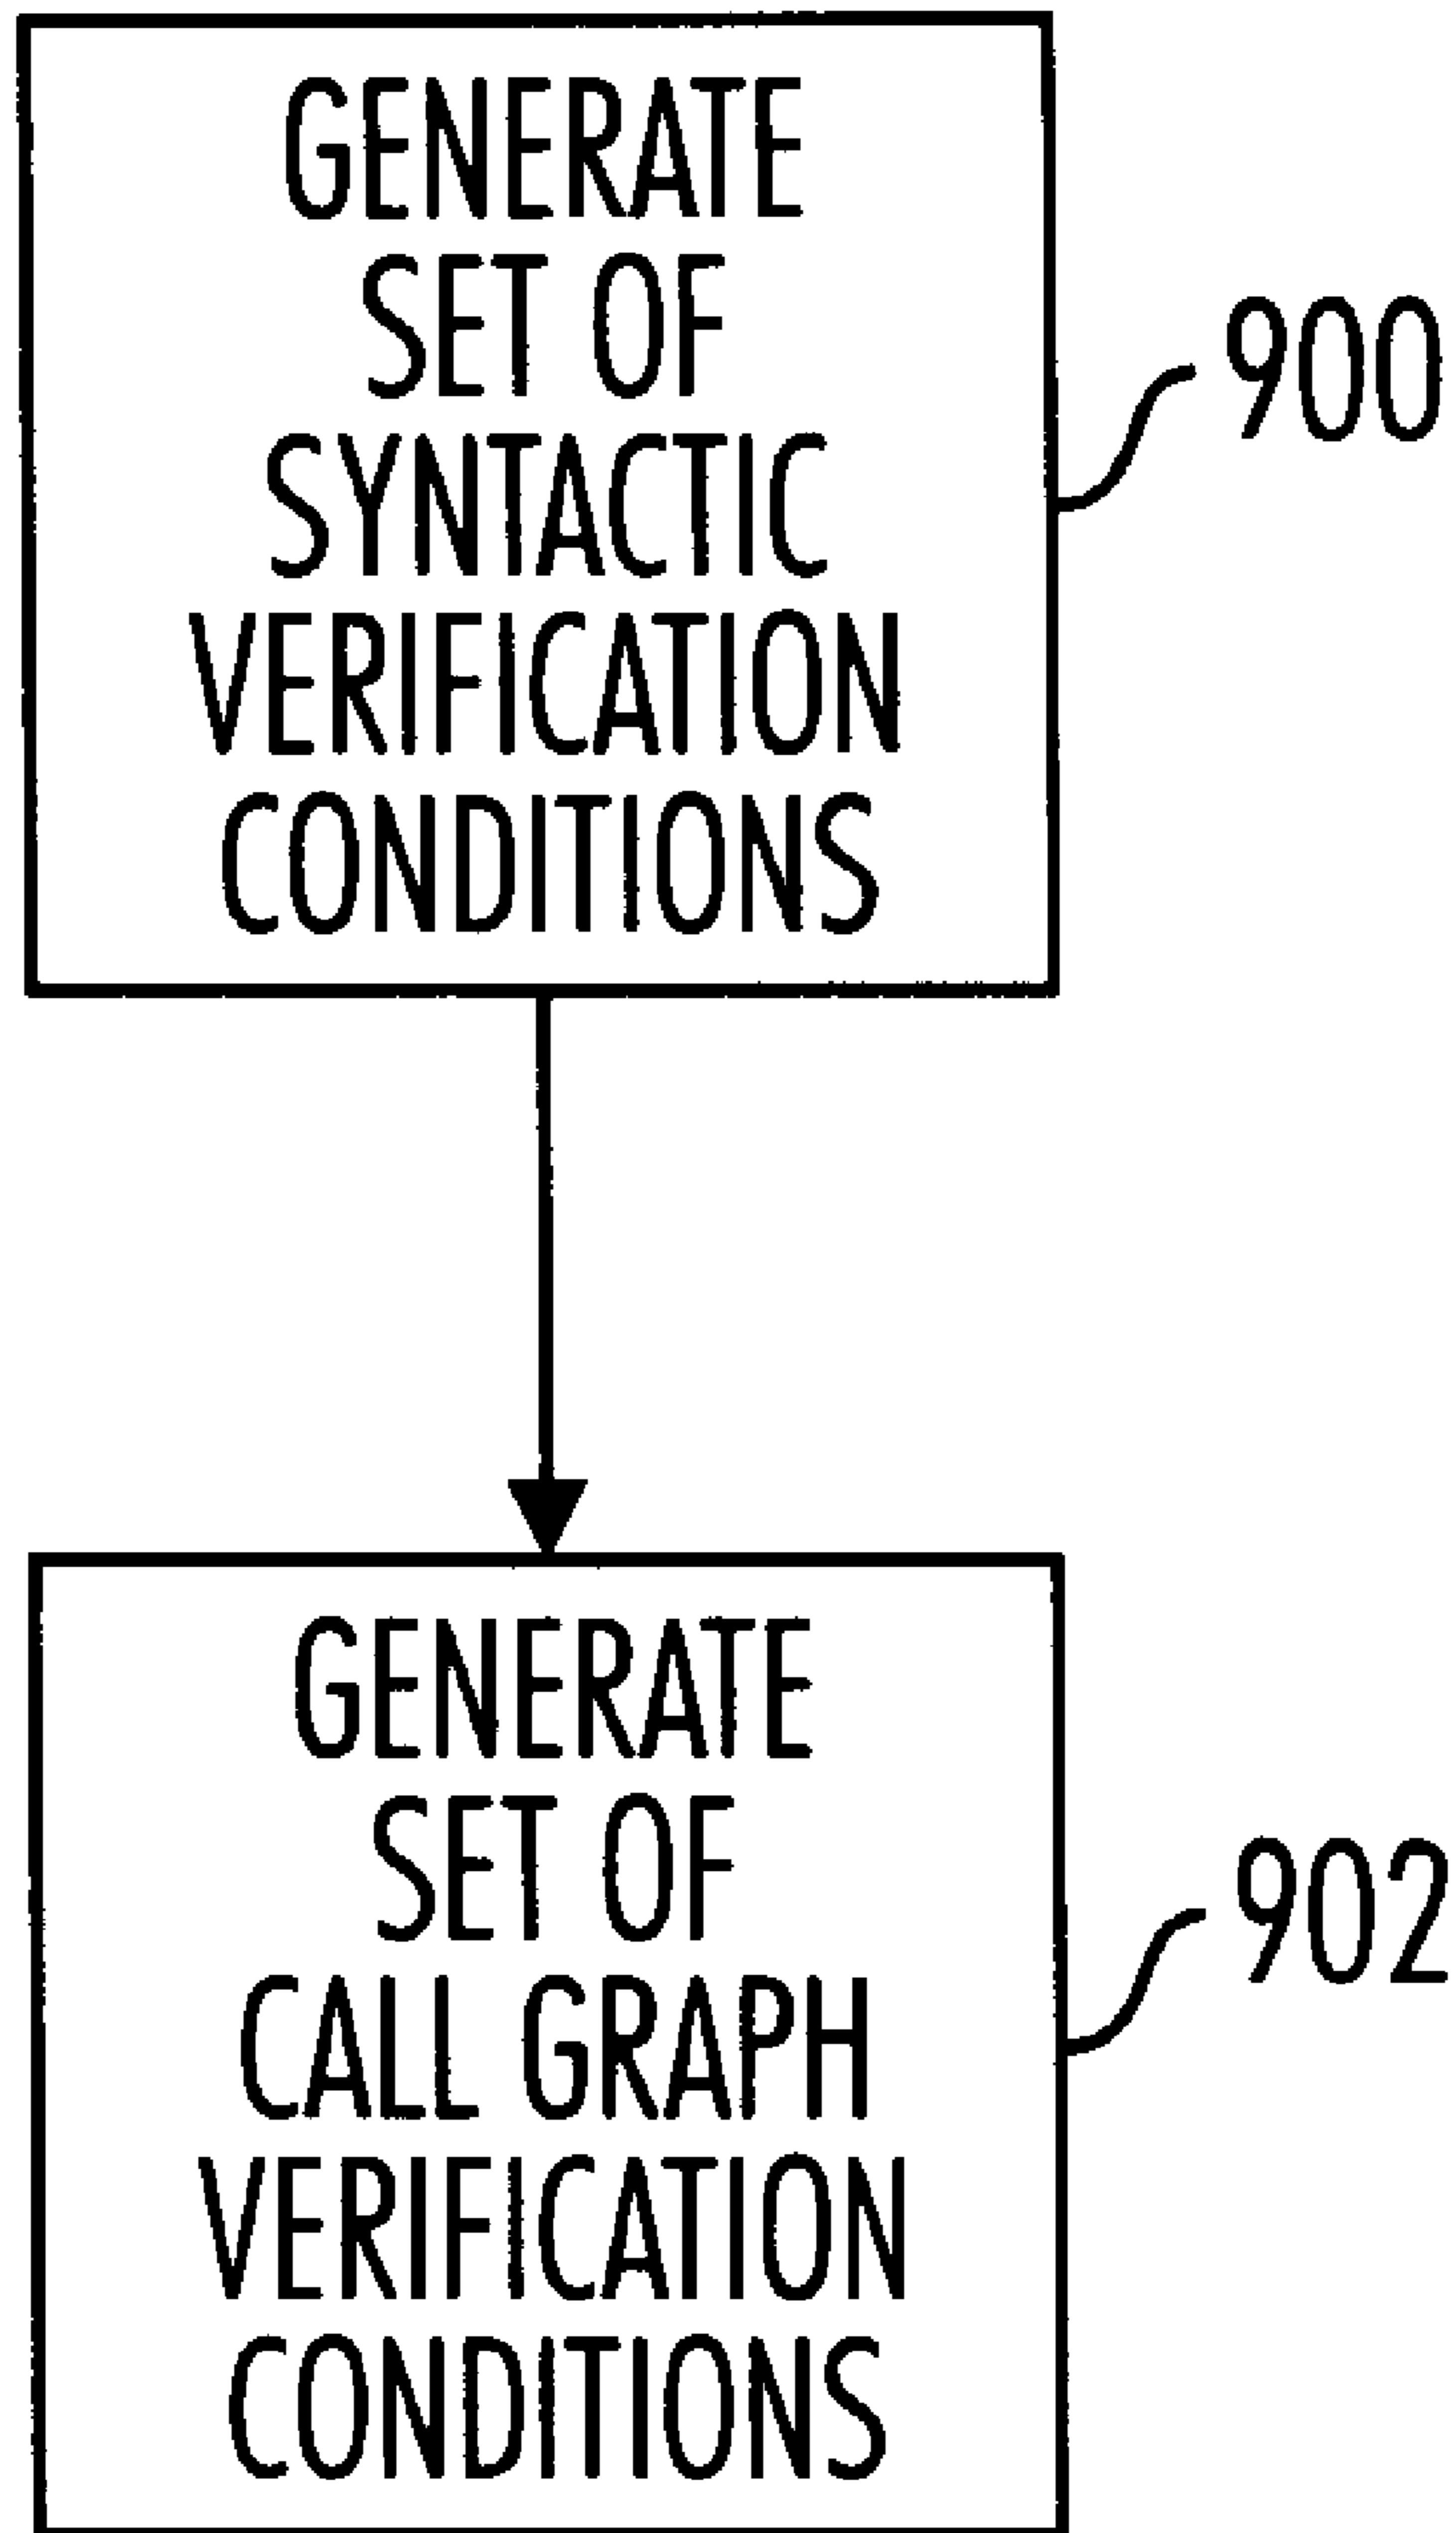 GENERATE
SET OF
SYNTACTIC
VERIFICATION
CONDITIONS
900
GENERATE
SET OF
CALL GRAPH
VERIFICATION
CONDITIONS
902